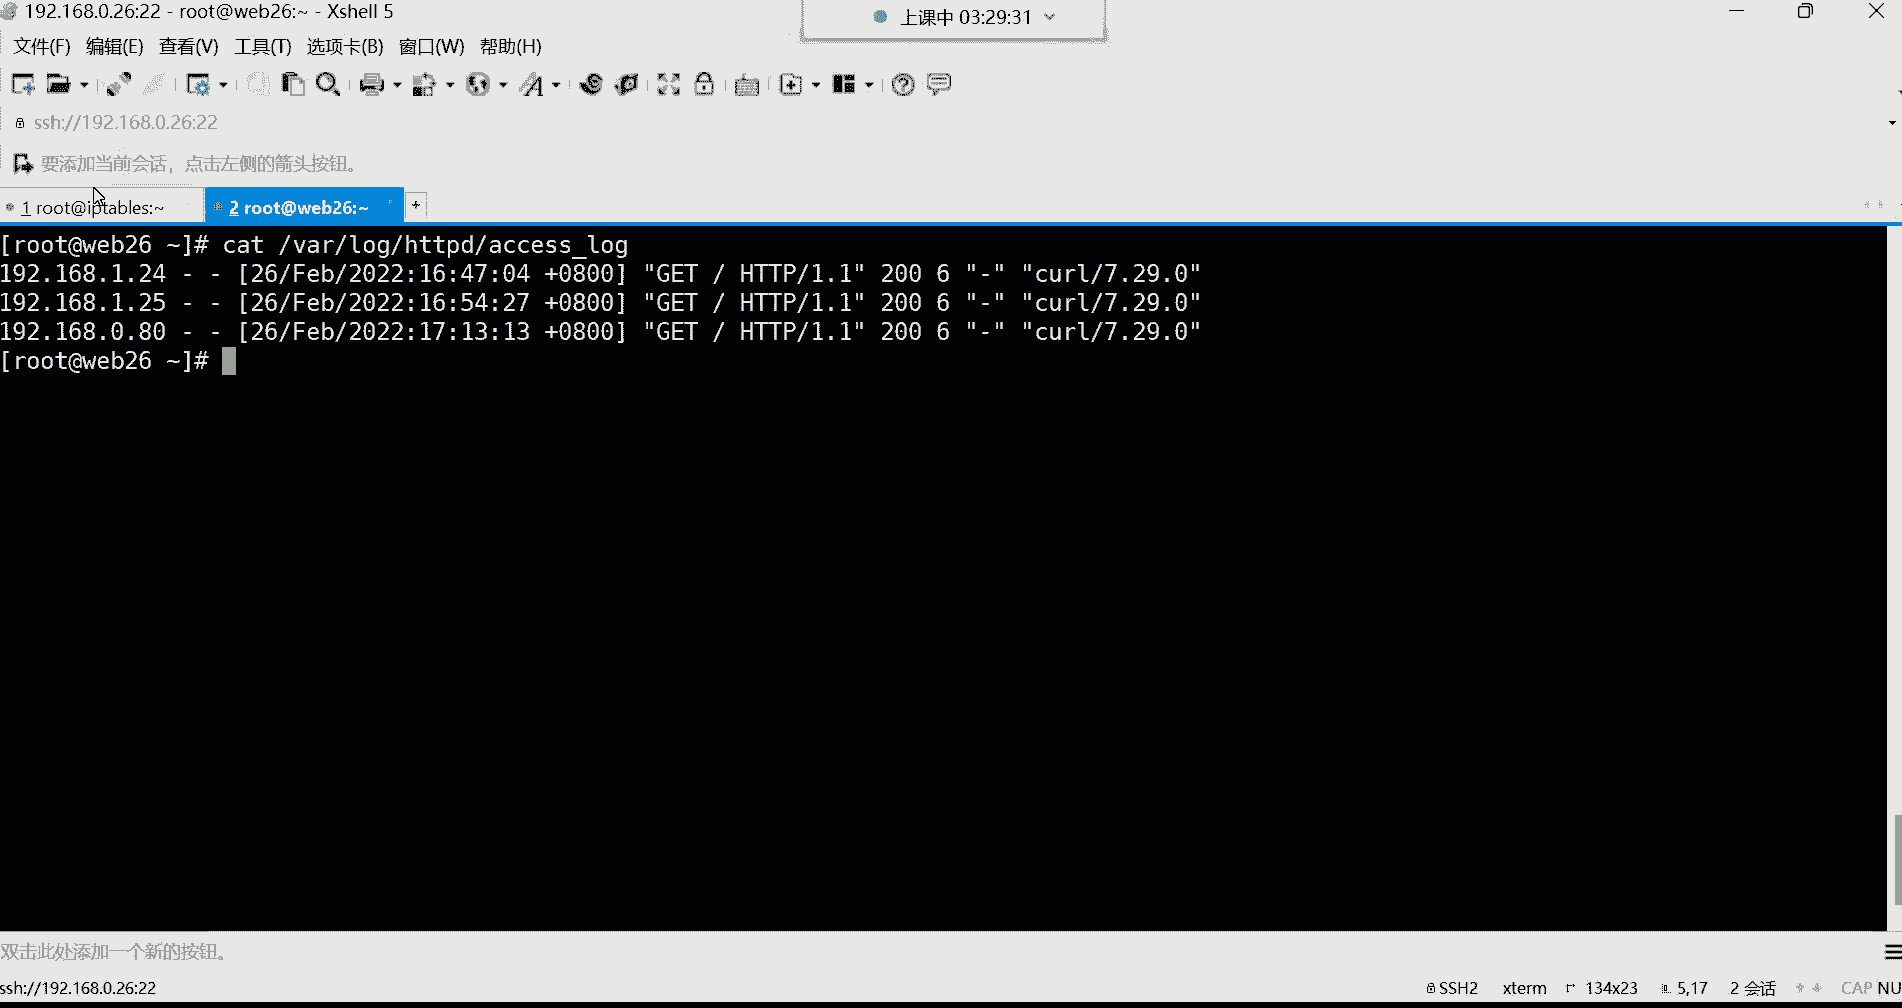 192.168.0.26:22 - root@web26:~ - Xshell 5
上课中 03:29:31
文件(F) 编辑(E) 查看(V) 工具(T) 选项卡(B) 窗口(W) 帮助(H)
ssh://192.168.0.26:22
要添加当前会话，点击左侧的箭头按钮。
1 root@iptables:~ 2 root@web26:~ +
[root@web26 ~]# cat /var/log/httpd/access_log
192.168.1.24 - - [26/Feb/2022:16:47:04 +0800] "GET / HTTP/1.1" 200 6 "-" "curl/7.29.0"
192.168.1.25 - - [26/Feb/2022:16:54:27 +0800] "GET / HTTP/1.1" 200 6 "-" "curl/7.29.0"
192.168.0.80 - - [26/Feb/2022:17:13:13 +0800] "GET / HTTP/1.1" 200 6 "-" "curl/7.29.0"
[root@web26 ~]#
双击此处添加一个新的按钮。
ssh://192.168.0.26:22 SSH2 xterm 134x23 5,17 2 会话 CAP NU